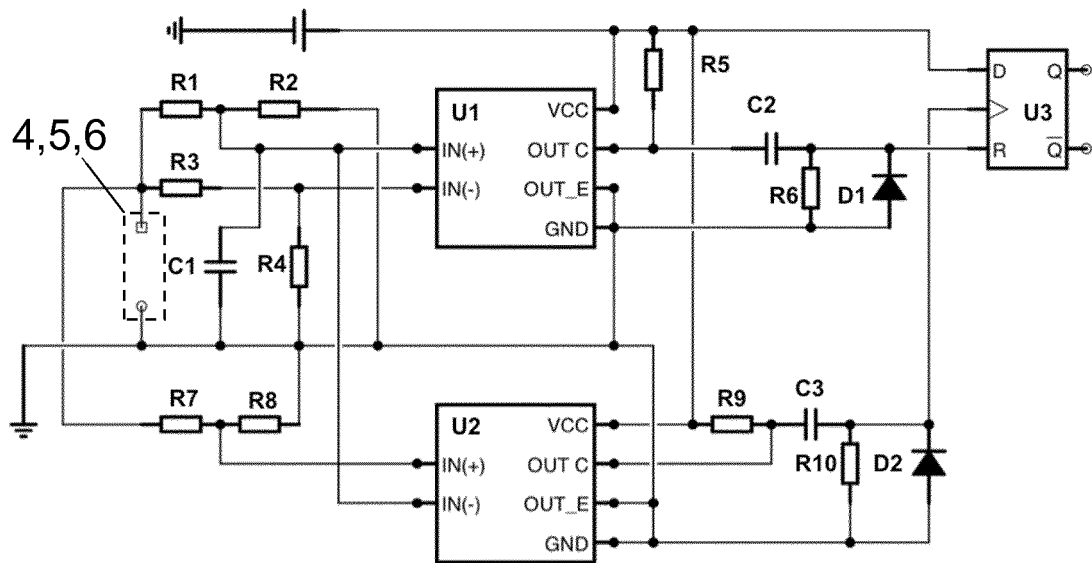 R1
R2
R5
4,5,6
R3
U1
VCC
IN(+)
OUT C
IN(-)
OUT_E
GND
C2
R6
D1
D
Q
U3
R
Q̅
C1
R4
R7
R8
U2
VCC
IN(+)
OUT C
IN(-)
OUT_E
GND
R9
C3
R10
D2